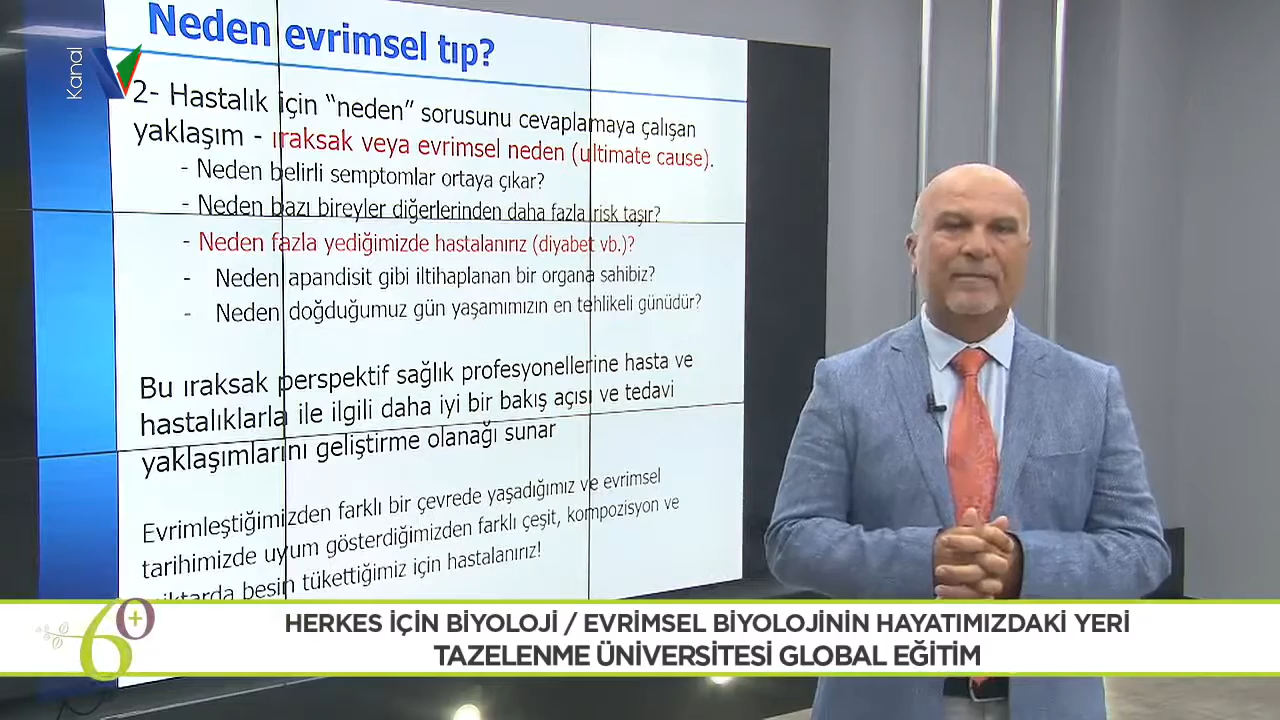 Kanal V
Neden evrimsel tıp?
2- Hastalık için “neden” sorusunu cevaplamaya çalışan
yaklaşım - ıraksak veya evrimsel neden (ultimate cause).
- Neden belirli semptomlar ortaya çıkar?
- Neden bazı bireyler diğerlerinden daha fazla risk taşır?
- Neden fazla yediğimizde hastalanırız (diyabet vb.)?
- Neden apandisit gibi iltihaplanan bir organa sahibiz?
- Neden doğduğumuz gün yaşamımızın en tehlikeli günüdür?
Bu ıraksak perspektif sağlık profesyonellerine hasta ve
hastalıklarla ile ilgili daha iyi bir bakış açısı ve tedavi
yaklaşımlarını geliştirme olanağı sunar
Evrimleştiğimizden farklı bir çevrede yaşadığımız ve evrimsel
tarihimizde uyum gösterdiğimizden farklı çeşit, kompozisyon ve
miktarda besin tükettiğimiz için hastalanırız!
60+
HERKES İÇİN BİYOLOJİ / EVRİMSEL BİYOLOJİNİN HAYATIMIZDAKİ YERİ
TAZELENME ÜNİVERSİTESİ GLOBAL EĞİTİM